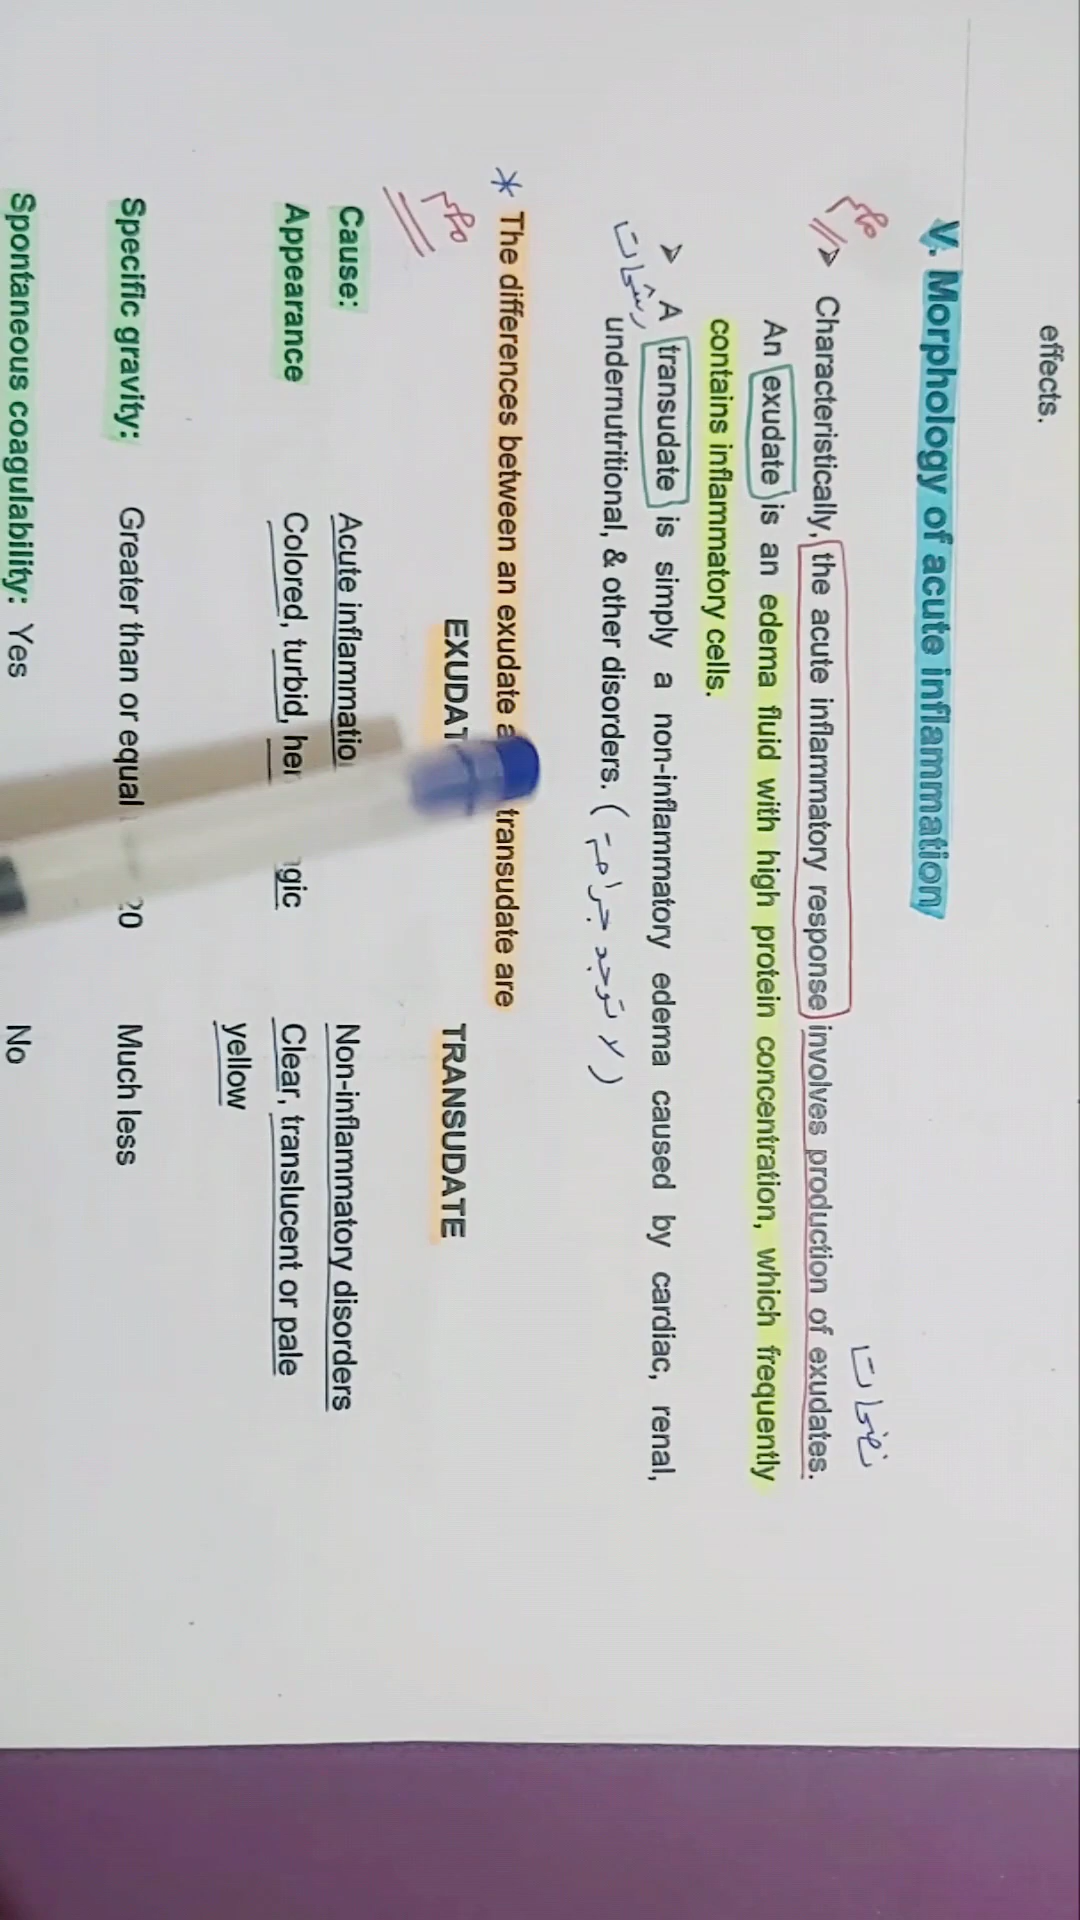 effects.
V. Morphology of acute inflammation
نضحات
مهم
➤ Characteristically, the acute inflammatory response involves production of exudates.
An exudate is an edema fluid with high protein concentration, which frequently
contains inflammatory cells.
➤ A transudate is simply a non-inflammatory edema caused by cardiac, renal,
رشحات
undernutritional, & other disorders. (لا توجد جراحة)
* The differences between an exudate a transudate are
مهم
EXUDAT TRANSUDATE
Cause: Acute inflammatio Non-inflammatory disorders
Appearance Colored, turbid, her gic Clear, translucent or pale
yellow
Specific gravity: Greater than or equal 20 Much less
Spontaneous coagulability: Yes No